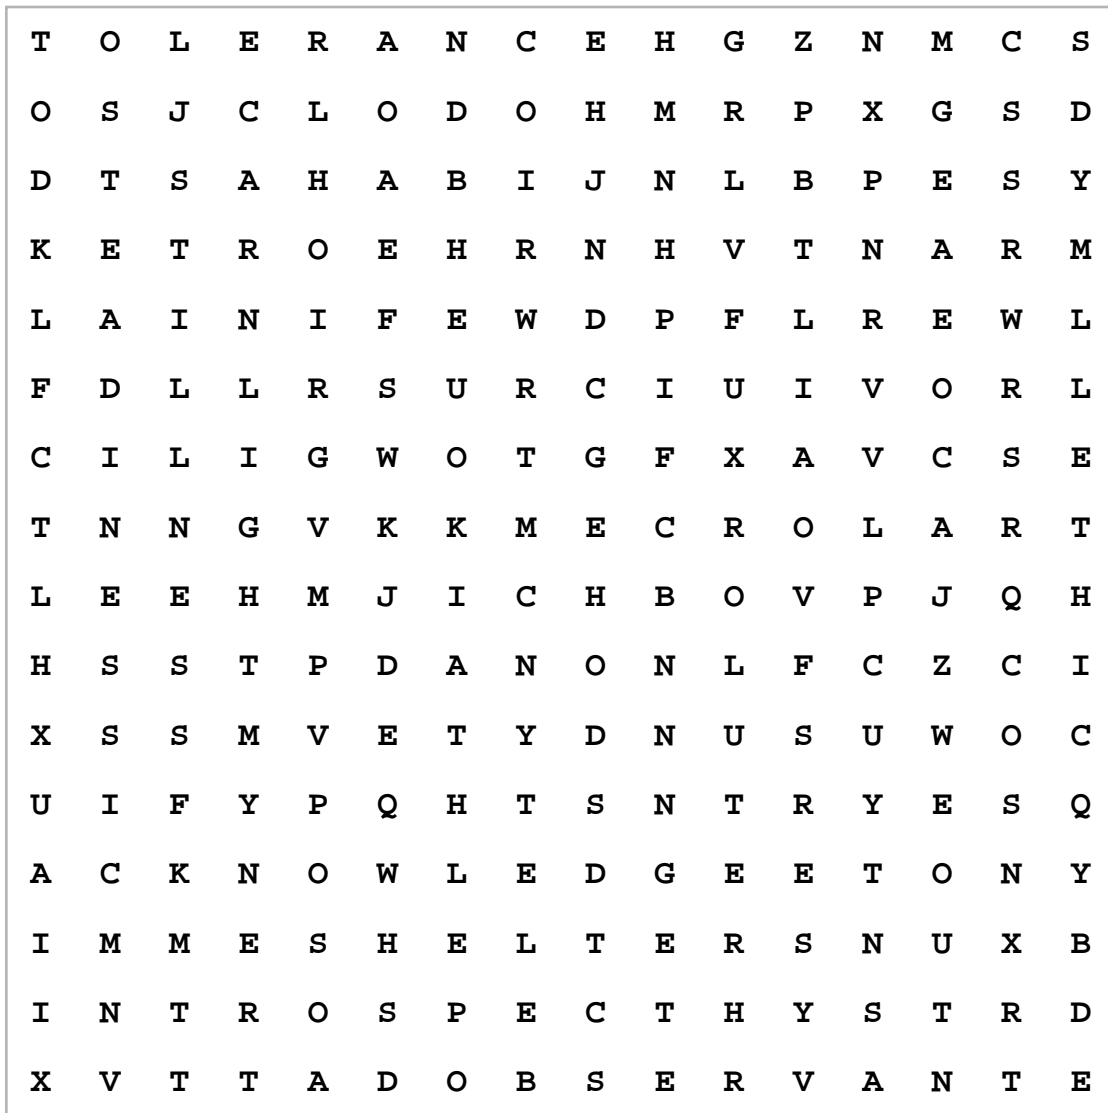 T O L E R A N C E H G Z N M C S
O S J C L O D O H M R P X G S D
D T S A H A B I J N L B P E S Y
K E T R O E H R N H V T N A R M
L A I N I F E W D P F L R E W L
F D L L R S U R C I U I V O R L
C I L I G W O T G F X A V C S E
T N N G V K K M E C R O L A R T
L E E H M J I C H B O V P J Q H
H S S T P D A N O N L F C Z C I
X S S M V E T Y D N U S U W O C
U I F Y P Q H T S N T R Y E S Q
A C K N O W L E D G E E T O N Y
I M M E S H E L T E R S N U X B
I N T R O S P E C T H Y S T R D
X V T T A D O B S E R V A N T E